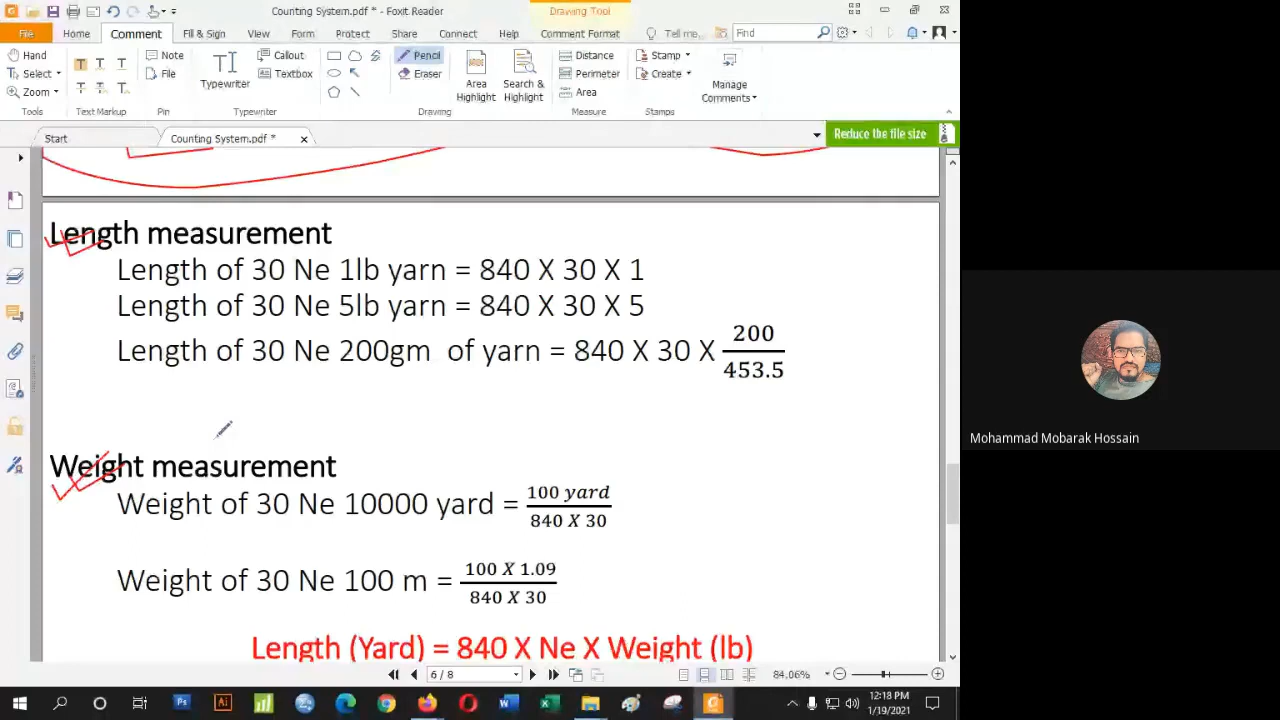 Counting System.pdf * - Foxit Reader
Drawing Tool
File
Home
Comment
Fill & Sign
View
Form
Protect
Share
Connect
Help
Comment Format
Tell me...
Find
Hand
Select
Zoom
Tools
Text Markup
Note
File
Pin
Typewriter
Callout
Textbox
Typewriter
Pencil
Eraser
Area Highlight
Search & Highlight
Drawing
Distance
Perimeter
Area
Measure
Stamp
Create
Stamps
Manage Comments
Start
Counting System.pdf *
Reduce the file size
Length measurement
Length of 30 Ne 1lb yarn = 840 X 30 X 1
Length of 30 Ne 5lb yarn = 840 X 30 X 5
Length of 30 Ne 200gm of yarn = 840 X 30 X 200/453.5
Weight measurement
Weight of 30 Ne 10000 yard = 100 yard/840 X 30
Weight of 30 Ne 100 m = 100 X 1.09/840 X 30
Length (Yard) = 840 X Ne X Weight (lb)
Mohammad Mobarak Hossain
6 / 8
84.06%
12:18 PM
1/19/2021